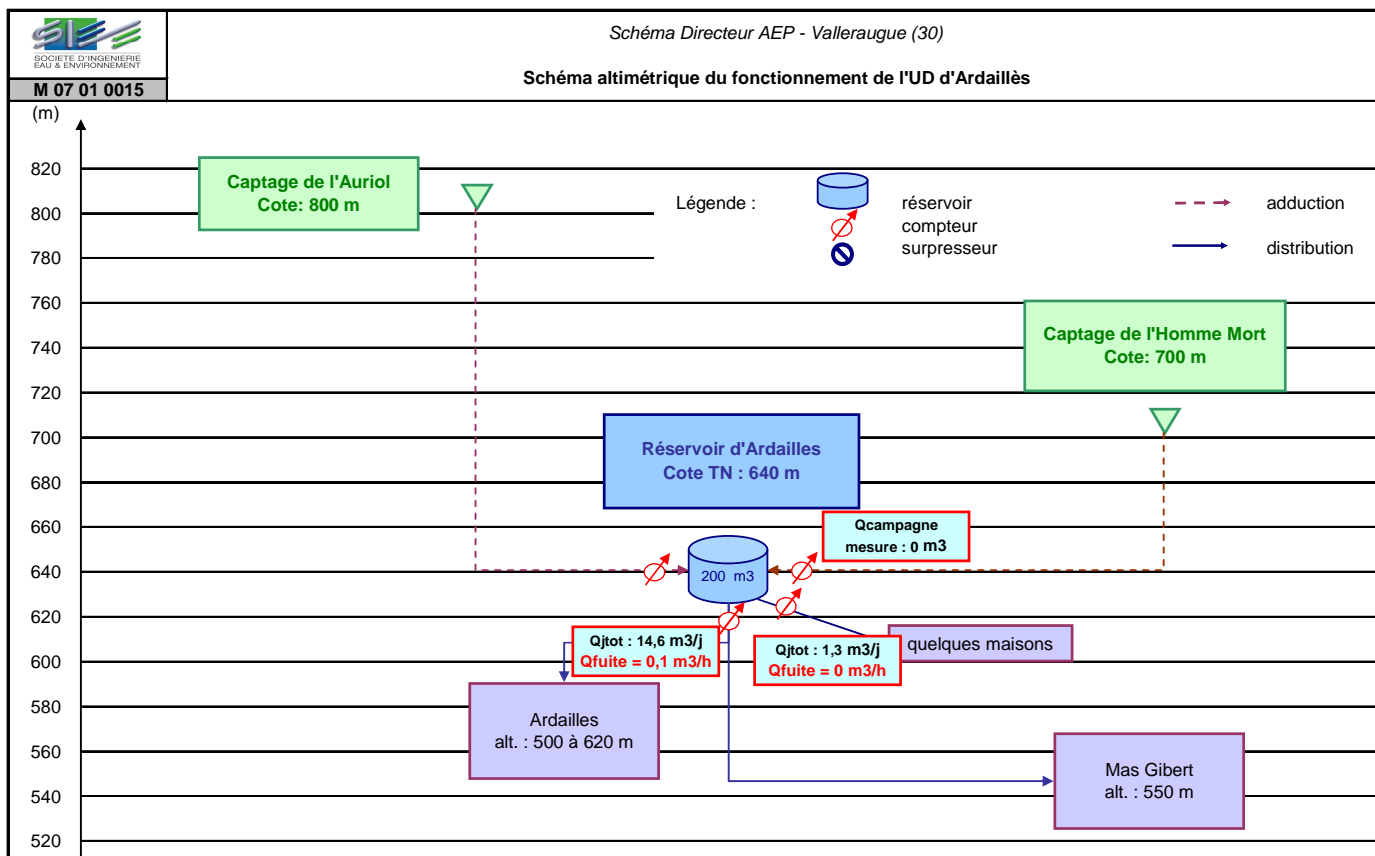 Schéma Directeur AEP - Valleraugue (30)
SIEE
SOCIETE D'INGENIERIE
EAU & ENVIRONNEMENT
M 07 01 0015
Schéma altimétrique du fonctionnement de l'UD d'Ardaillès
(m)
820
800
780
760
740
720
700
680
660
640
620
600
580
560
540
520
Captage de l'Auriol
Cote: 800 m
Légende :
réservoir
compteur
surpresseur
adduction
distribution
Captage de l'Homme Mort
Cote: 700 m
Réservoir d'Ardailles
Cote TN : 640 m
Qcampagne
mesure : 0 m3
200 m3
Qjtot : 14,6 m3/j
Qfuite = 0,1 m3/h
Qjtot : 1,3 m3/j
Qfuite = 0 m3/h
quelques maisons
Ardailles
alt. : 500 à 620 m
Mas Gibert
alt. : 550 m